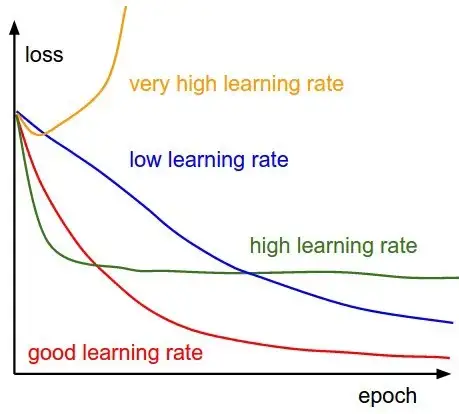 loss
very high learning rate
low learning rate
high learning rate
good learning rate
epoch